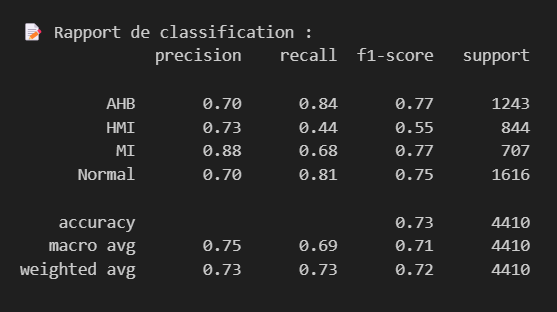 📝 Rapport de classification :
precision recall f1-score support
AHB 0.70 0.84 0.77 1243
HMI 0.73 0.44 0.55 844
MI 0.88 0.68 0.77 707
Normal 0.70 0.81 0.75 1616
accuracy 0.73 4410
macro avg 0.75 0.69 0.71 4410
weighted avg 0.73 0.73 0.72 4410